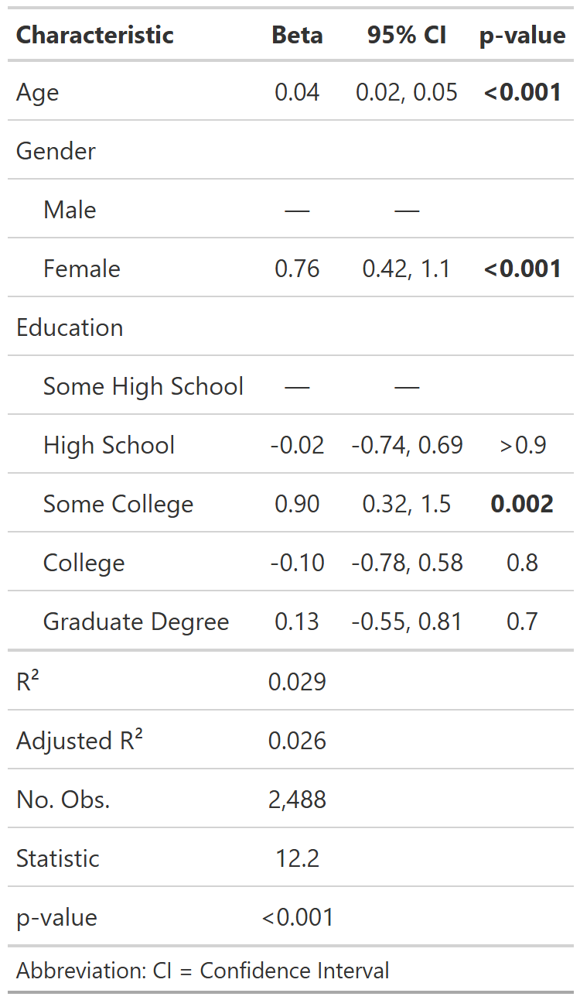 Characteristic Beta 95% CI p-value
Age 0.04 0.02, 0.05 <0.001
Gender
Male — —
Female 0.76 0.42, 1.1 <0.001
Education
Some High School — —
High School -0.02 -0.74, 0.69 >0.9
Some College 0.90 0.32, 1.5 0.002
College -0.10 -0.78, 0.58 0.8
Graduate Degree 0.13 -0.55, 0.81 0.7
R² 0.029
Adjusted R² 0.026
No. Obs. 2,488
Statistic 12.2
p-value <0.001
Abbreviation: CI = Confidence Interval